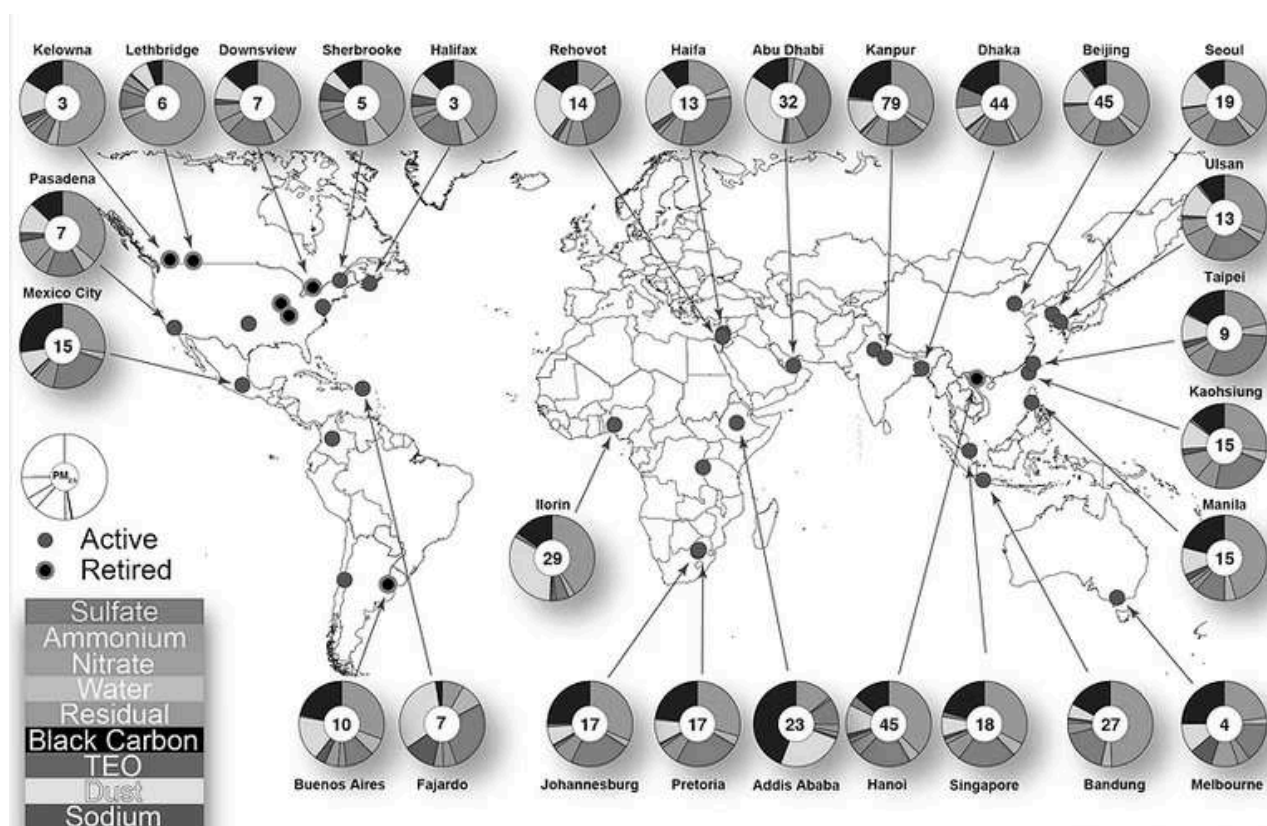 Kelowna Lethbridge Downsview Sherbrooke Halifax Rehovot Haifa Abu Dhabi Kanpur Dhaka Beijing Seoul
3 6 7 5 3 14 13 32 79 44 45 19
Pasadena
7
Ulsan
13
Mexico City
15
Taipei
9
Kaohsiung
15
PM2.5
Active
Retired
Ilorin
29
Manila
15
Sulfate
Ammonium
Nitrate
Water
Residual
Black Carbon
TEO
Dust
Sodium
10 7 17 17 23 45 18 27 4
Buenos Aires Fajardo Johannesburg Pretoria Addis Ababa Hanoi Singapore Bandung Melbourne